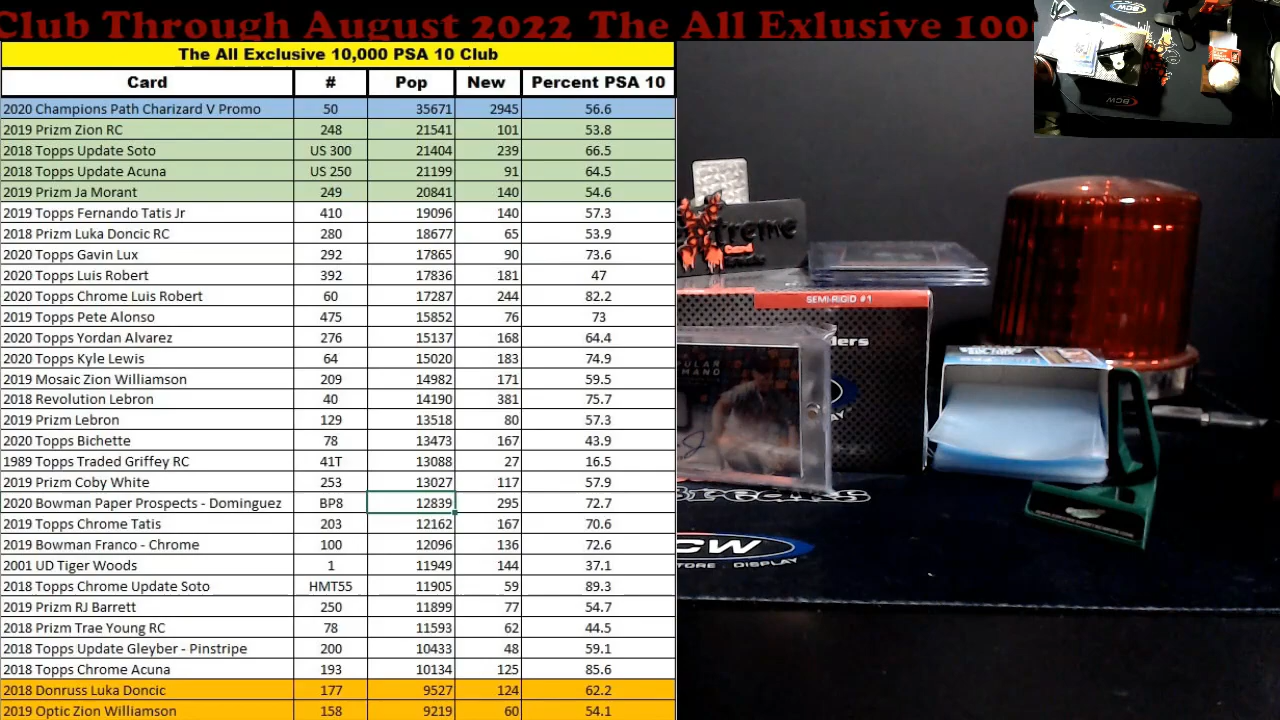 Club Through August 2022 The All Exlusive 100
The All Exclusive 10,000 PSA 10 Club
Card # Pop New Percent PSA 10
2020 Champions Path Charizard V Promo 50 35671 2945 56.6
2019 Prizm Zion RC 248 21541 101 53.8
2018 Topps Update Soto US 300 21404 239 66.5
2018 Topps Update Acuna US 250 21199 91 64.5
2019 Prizm Ja Morant 249 20841 140 54.6
2019 Topps Fernando Tatis Jr 410 19096 140 57.3
2018 Prizm Luka Doncic RC 280 18677 65 53.9
2020 Topps Gavin Lux 292 17865 90 73.6
2020 Topps Luis Robert 392 17836 181 47
2020 Topps Chrome Luis Robert 60 17287 244 82.2
2019 Topps Pete Alonso 475 15852 76 73
2020 Topps Yordan Alvarez 276 15137 168 64.4
2020 Topps Kyle Lewis 64 15020 183 74.9
2019 Mosaic Zion Williamson 209 14982 171 59.5
2018 Revolution Lebron 40 14190 381 75.7
2019 Prizm Lebron 129 13518 80 57.3
2020 Topps Bichette 78 13473 167 43.9
1989 Topps Traded Griffey RC 41T 13088 27 16.5
2019 Prizm Coby White 253 13027 117 57.9
2020 Bowman Paper Prospects - Dominguez BP8 12839 295 72.7
2019 Topps Chrome Tatis 203 12162 167 70.6
2019 Bowman Franco - Chrome 100 12096 136 72.6
2001 UD Tiger Woods 1 11949 144 37.1
2018 Topps Chrome Update Soto HMT55 11905 59 89.3
2019 Prizm RJ Barrett 250 11899 77 54.7
2018 Prizm Trae Young RC 78 11593 62 44.5
2018 Topps Update Gleyber - Pinstripe 200 10433 48 59.1
2018 Topps Chrome Acuna 193 10134 125 85.6
2018 Donruss Luka Doncic 177 9527 124 62.2
2019 Optic Zion Williamson 158 9219 60 54.1
BCW
Xtreme
SEMI-RIGID #1
ders
PULAR
MAND
Breaks
CW
TORE · DISPLAY